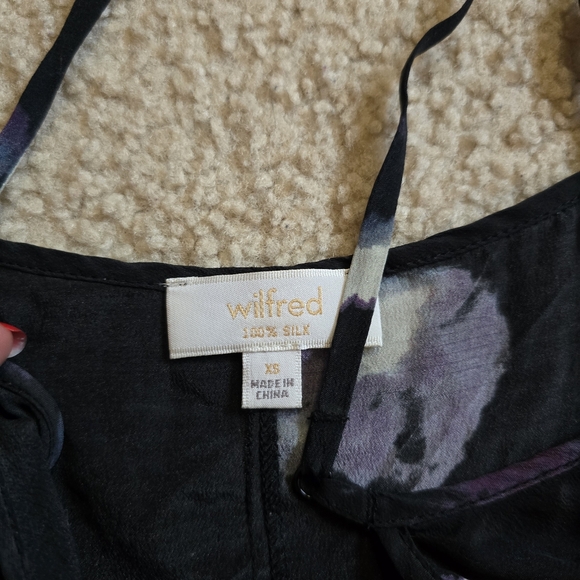 wilfred
100% SILK
XS
MADE IN
CHINA